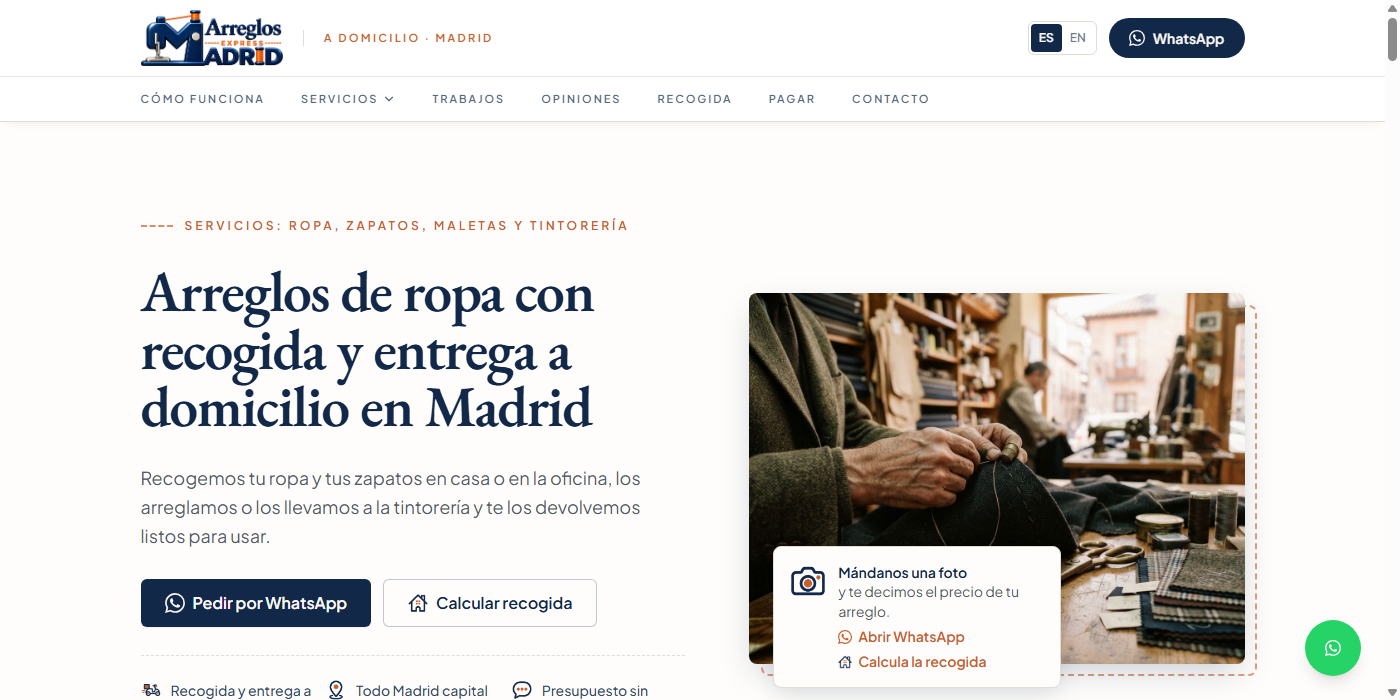 Arreglos
EXPRESS
MADRID
A DOMICILIO · MADRID
ES EN
WhatsApp
CÓMO FUNCIONA SERVICIOS TRABAJOS OPINIONES RECOGIDA PAGAR CONTACTO
SERVICIOS: ROPA, ZAPATOS, MALETAS Y TINTORERÍA
Arreglos de ropa con
recogida y entrega a
domicilio en Madrid
Recogemos tu ropa y tus zapatos en casa o en la oficina, los
arreglamos o los llevamos a la tintorería y te los devolvemos
listos para usar.
Pedir por WhatsApp
Calcular recogida
Mándanos una foto
y te decimos el precio de tu
arreglo.
Abrir WhatsApp
Calcula la recogida
Recogida y entrega a
Todo Madrid capital
Presupuesto sin